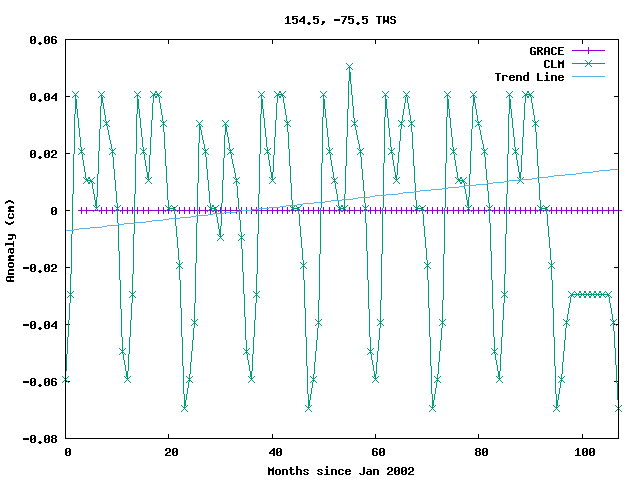 154.5, -75.5 TWS
0.06
0.04
0.02
0
-0.02
-0.04
-0.06
-0.08
Anomaly (cm)
GRACE
CLM
Trend Line
0 20 40 60 80 100
Months since Jan 2002